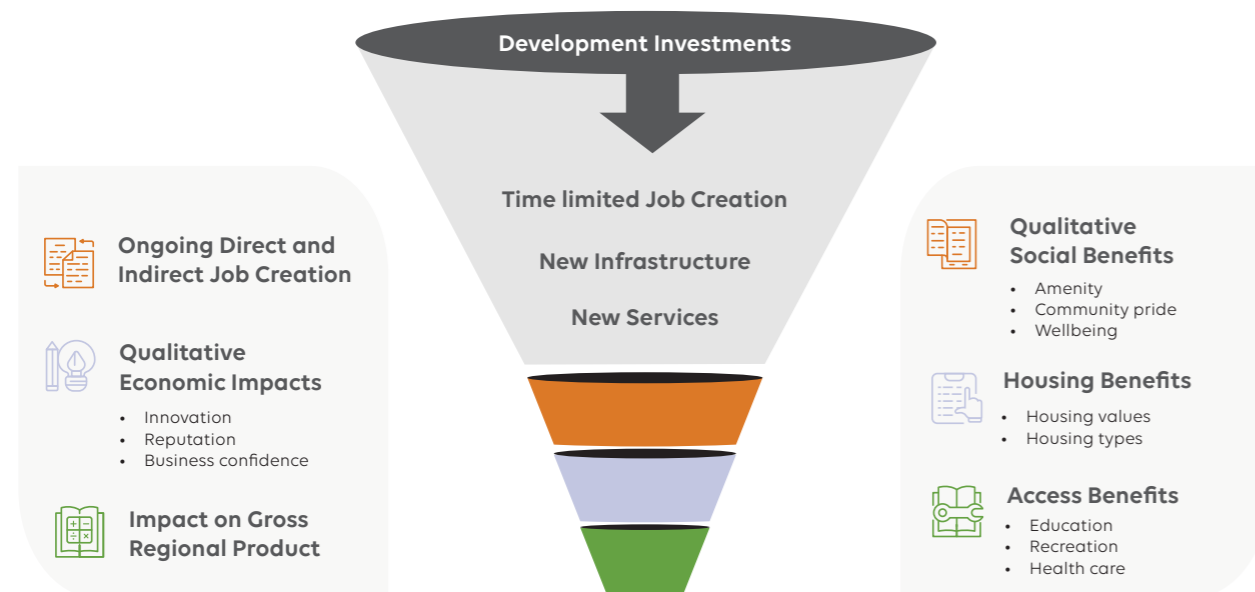 Development Investments
Time limited Job Creation
New Infrastructure
New Services
Ongoing Direct and
Indirect Job Creation
Qualitative
Economic Impacts
• Innovation
• Reputation
• Business confidence
Impact on Gross
Regional Product
Qualitative
Social Benefits
• Amenity
• Community pride
• Wellbeing
Housing Benefits
• Housing values
• Housing types
Access Benefits
• Education
• Recreation
• Health care